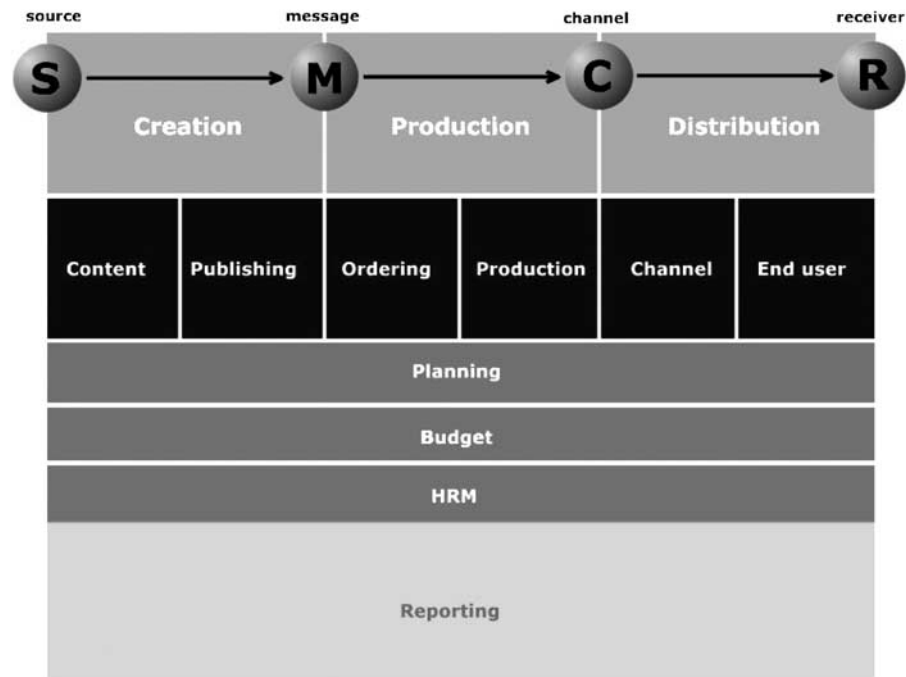 source message channel receiver
S M C R
Creation Production Distribution
Content Publishing Ordering Production Channel End user
Planning
Budget
HRM
Reporting